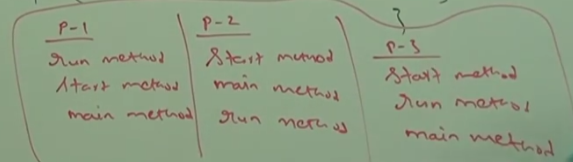 P-1
Run method
Start method
main method
P-2
Start method
main method
run method
?
P-3
Start method
run method
main method